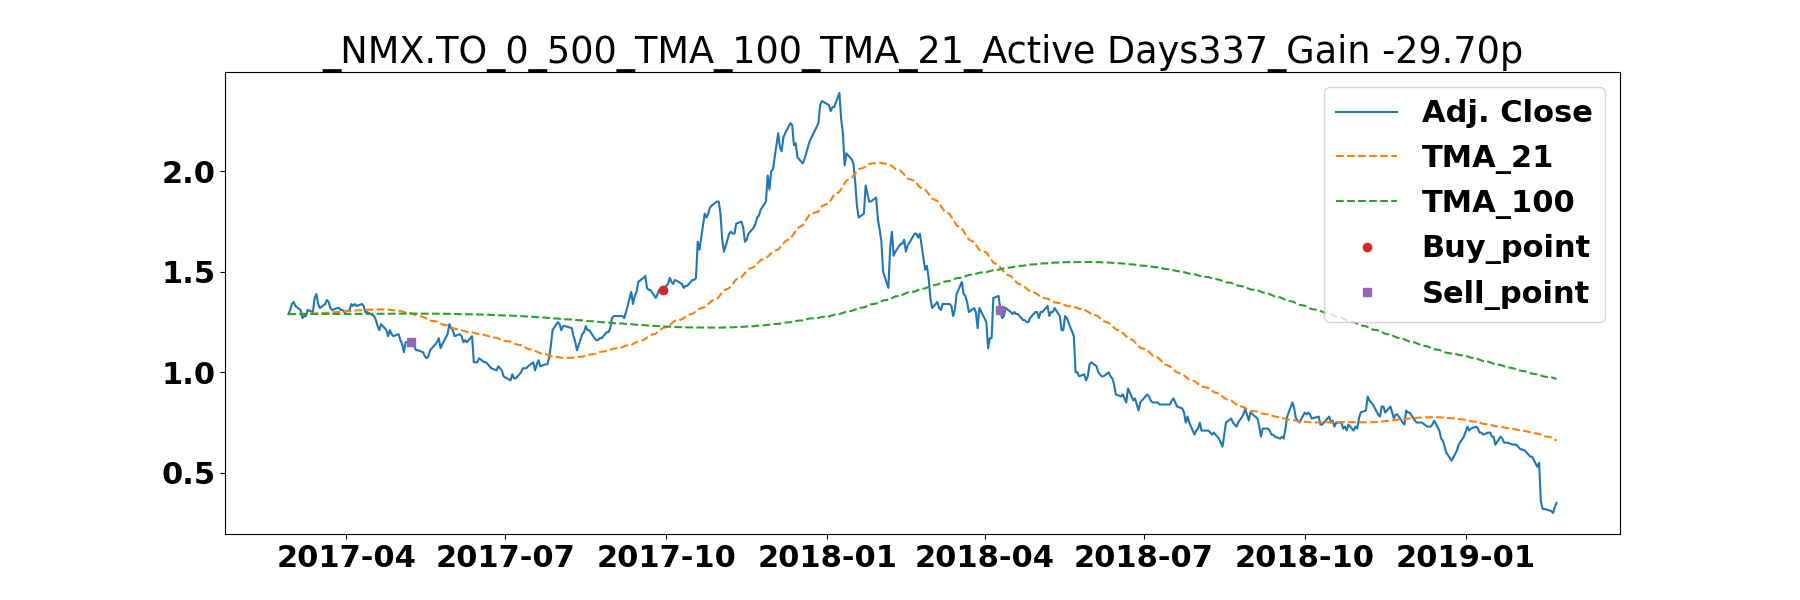 _NMX.TO_0_500_TMA_100_TMA_21_Active Days337_Gain -29.70p
Adj. Close
TMA_21
TMA_100
Buy_point
Sell_point
2.0
1.5
1.0
0.5
2017-04 2017-07 2017-10 2018-01 2018-04 2018-07 2018-10 2019-01